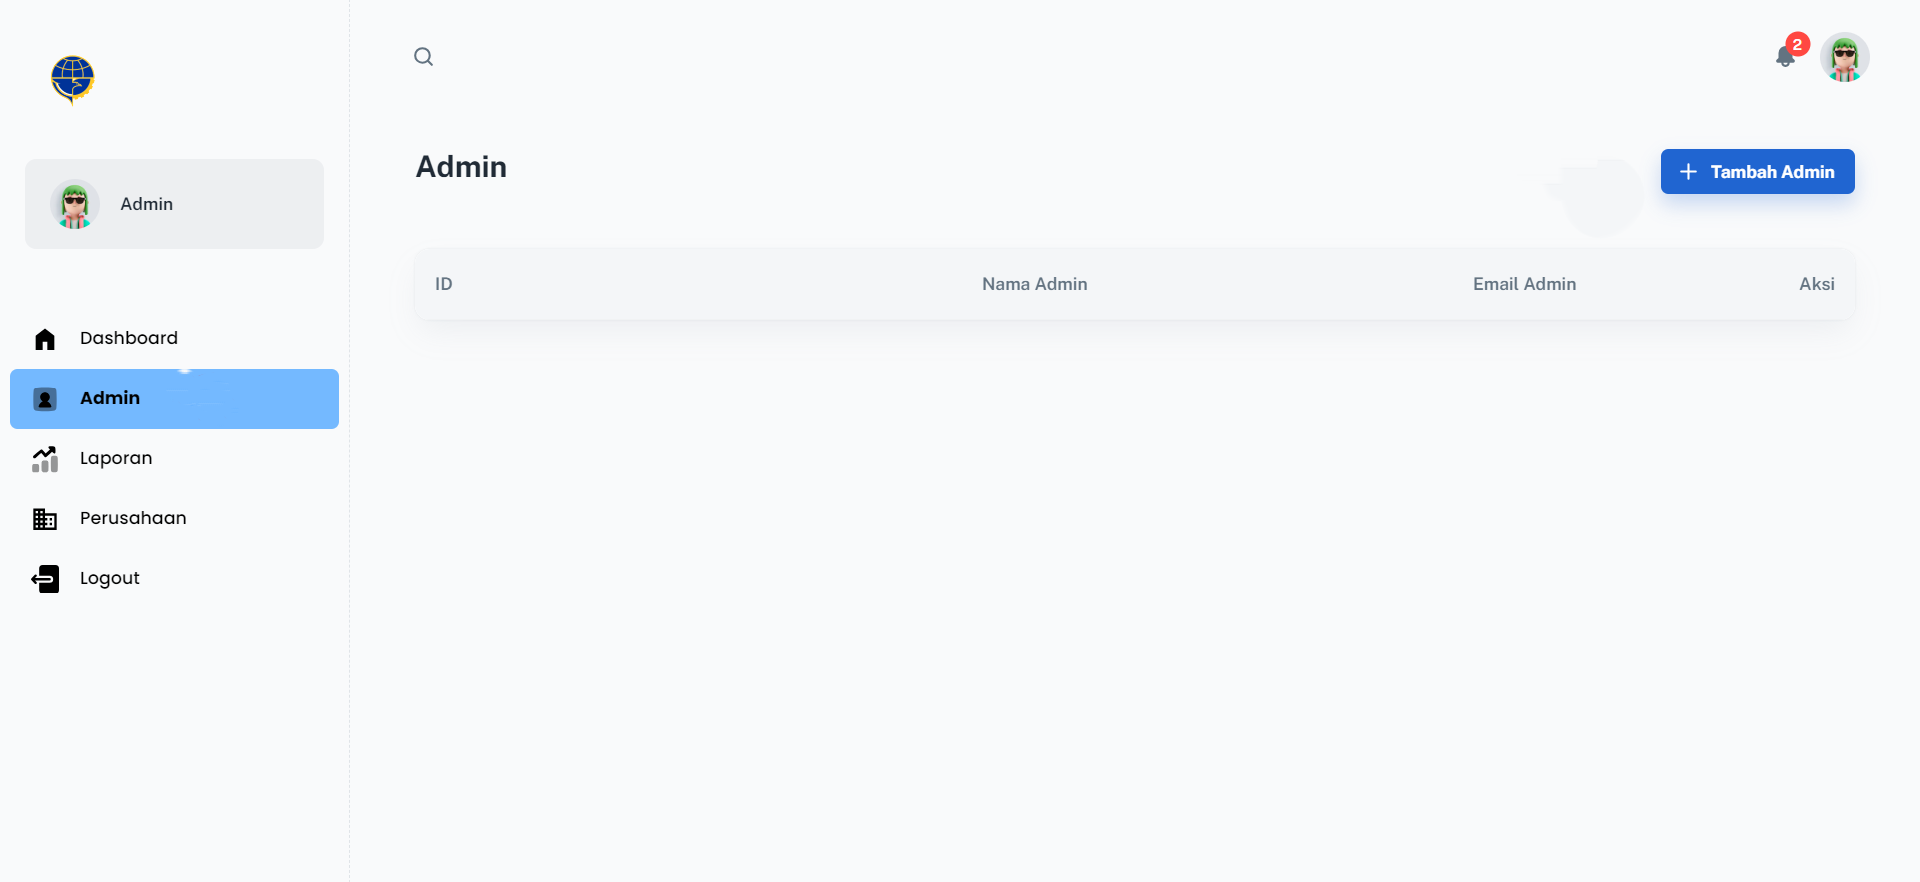 2
Admin
Admin
Tambah Admin
ID
Nama Admin
Email Admin
Aksi
Dashboard
Admin
Laporan
Perusahaan
Logout